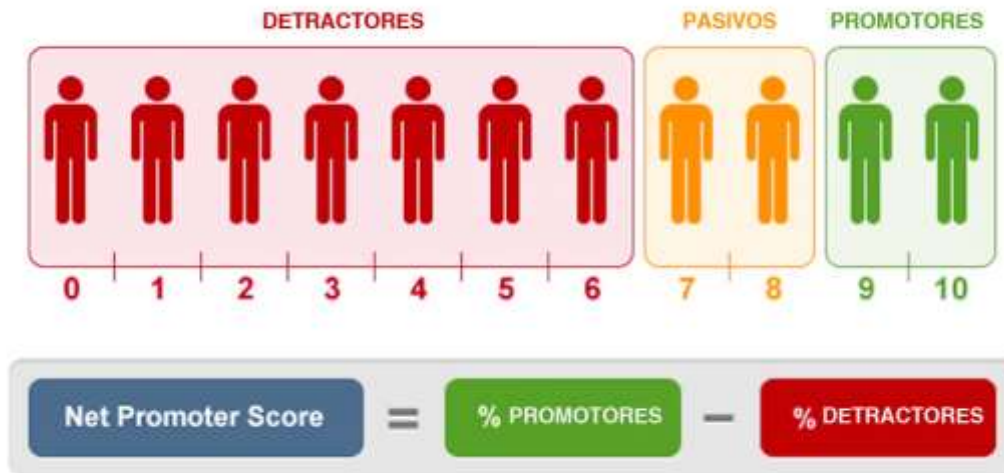 DETRACTORES PASIVOS PROMOTORES
0 1 2 3 4 5 6 7 8 9 10
Net Promoter Score = % PROMOTORES − % DETRACTORES